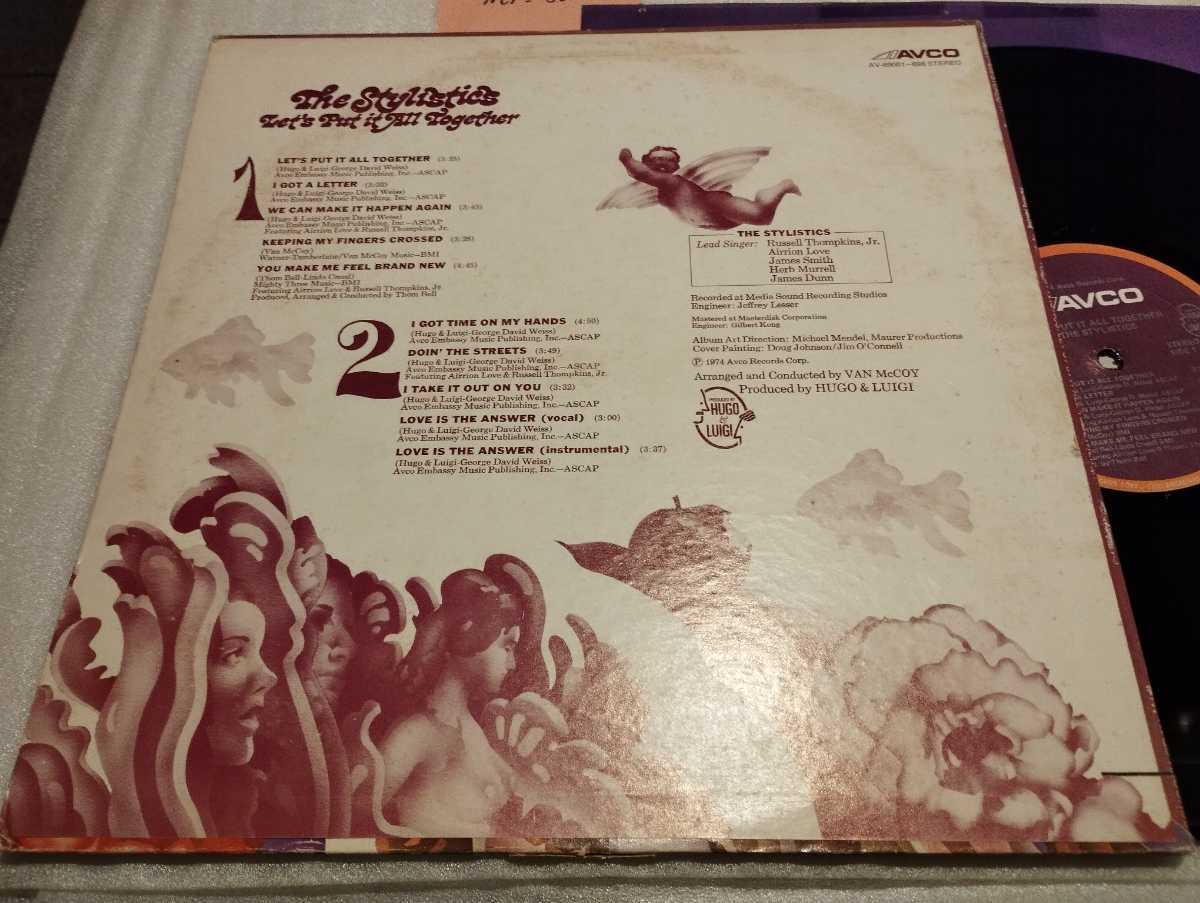 AVCO
AV-69001-698 STEREO
The Stylistics
Let's Put it All Together
1
LET'S PUT IT ALL TOGETHER
(Hugo & Luigi-George David Weiss)
Avco Embassy Music Publishing, Inc.—ASCAP
I GOT A LETTER
(Hugo & Luigi-George David Weiss)
Avco Embassy Music Publishing, Inc.—ASCAP
WE CAN MAKE IT HAPPEN AGAIN (3:43)
(Hugo & Luigi-George David Weiss)
Avco Embassy Music Publishing, Inc.—ASCAP
Featuring Airrion Love & Russell Thompkins, Jr.
KEEPING MY FINGERS CROSSED (3:26)
(Van McCoy)
Warner-Tamberlane/Van McCoy Music—BMI
YOU MAKE ME FEEL BRAND NEW (4:45)
(Thom Bell-Linda Creed)
Mighty Three Music—BMI
Featuring Airrion Love & Russell Thompkins, Jr.
Produced, Arranged & Conducted by Thom Bell
2
I GOT TIME ON MY HANDS (4:50)
(Hugo & Luigi-George David Weiss)
Avco Embassy Music Publishing, Inc.—ASCAP
DOIN' THE STREETS (3:49)
(Hugo & Luigi-George David Weiss)
Avco Embassy Music Publishing, Inc.—ASCAP
Featuring Airrion Love & Russell Thompkins, Jr.
I TAKE IT OUT ON YOU (3:32)
(Hugo & Luigi-George David Weiss)
Avco Embassy Music Publishing, Inc.—ASCAP
LOVE IS THE ANSWER (vocal) (3:00)
(Hugo & Luigi-George David Weiss)
Avco Embassy Music Publishing, Inc.—ASCAP
LOVE IS THE ANSWER (instrumental) (3:37)
(Hugo & Luigi-George David Weiss)
Avco Embassy Music Publishing, Inc.—ASCAP
THE STYLISTICS
Lead Singer: Russell Thompkins, Jr.
Airrion Love
James Smith
Herb Murrell
James Dunn
Recorded at Media Sound Recording Studios
Engineer: Jeffrey Lesser
Mastered at Masterdisk Corporation
Engineer: Gilbert Kong
Album Art Direction: Michael Mendel, Maurer Productions
Cover Painting: Doug Johnson/Jim O'Connell
Ⓟ 1974 Avco Records Corp.
Arranged and Conducted by VAN McCOY
Produced by HUGO & LUIGI
PRODUCED BY
HUGO
&
LUIGI
AVCO
PUT IT ALL TOGETHER
THE STYLISTICS
STEREO